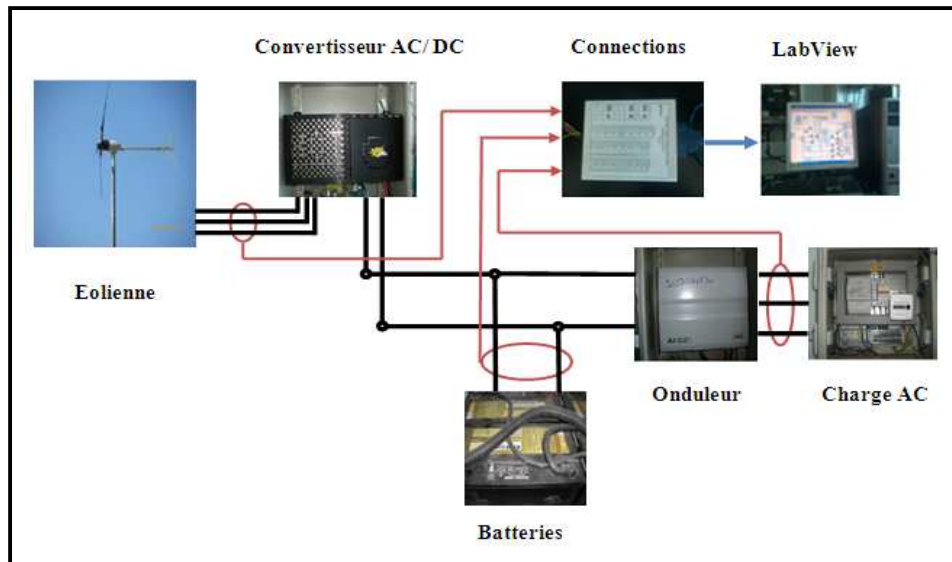 Convertisseur AC/ DC
Connections
LabView
Eolienne
Onduleur
Charge AC
Batteries